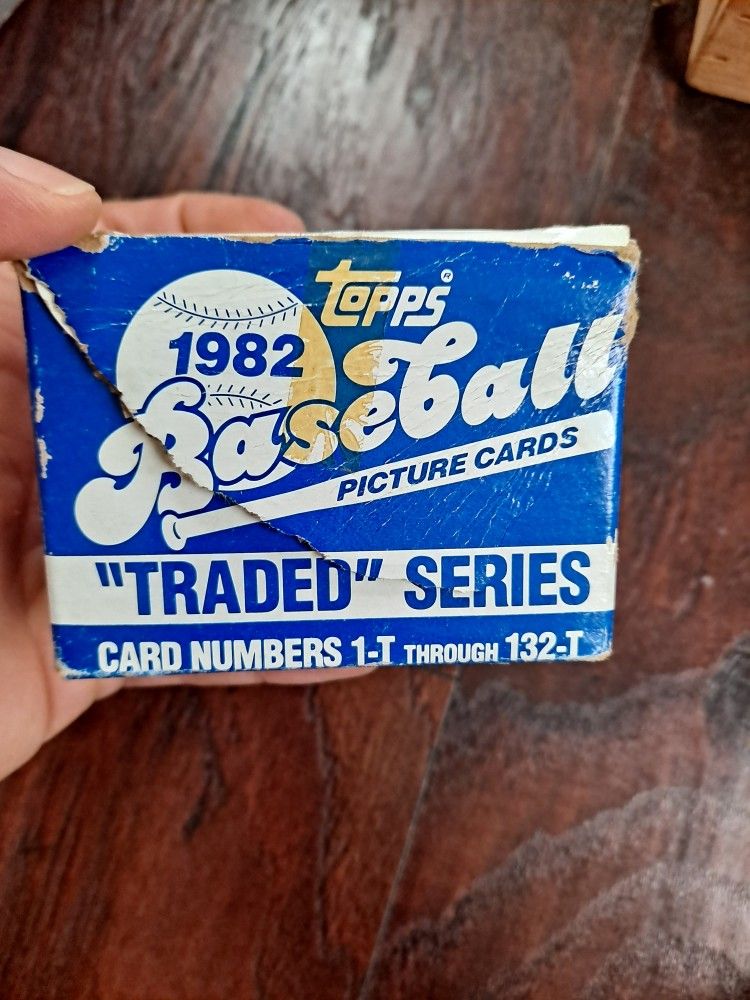 topps®
1982
Baseball
PICTURE CARDS
"TRADED" SERIES
CARD NUMBERS 1-T THROUGH 132-T